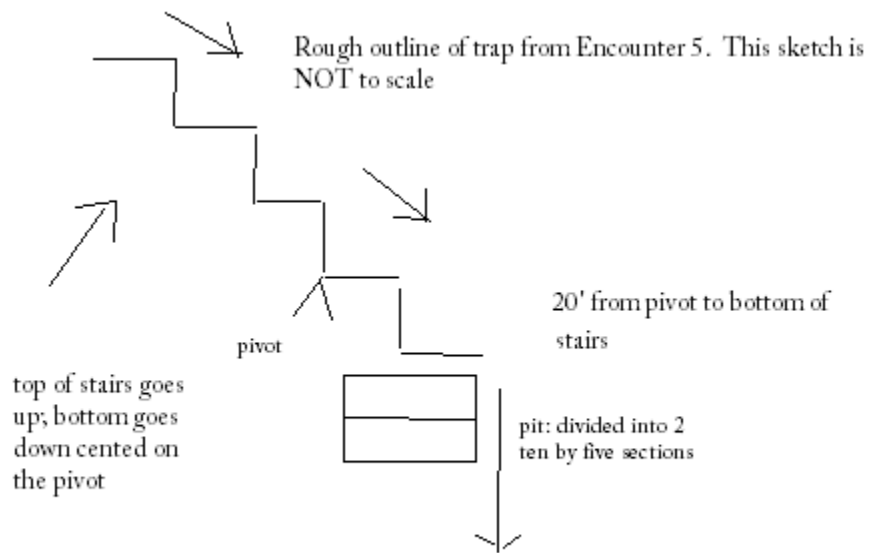 Rough outline of trap from Encounter 5. This sketch is
NOT to scale
20' from pivot to bottom of
stairs
pivot
top of stairs goes
up; bottom goes
down cented on
the pivot
pit: divided into 2
ten by five sections